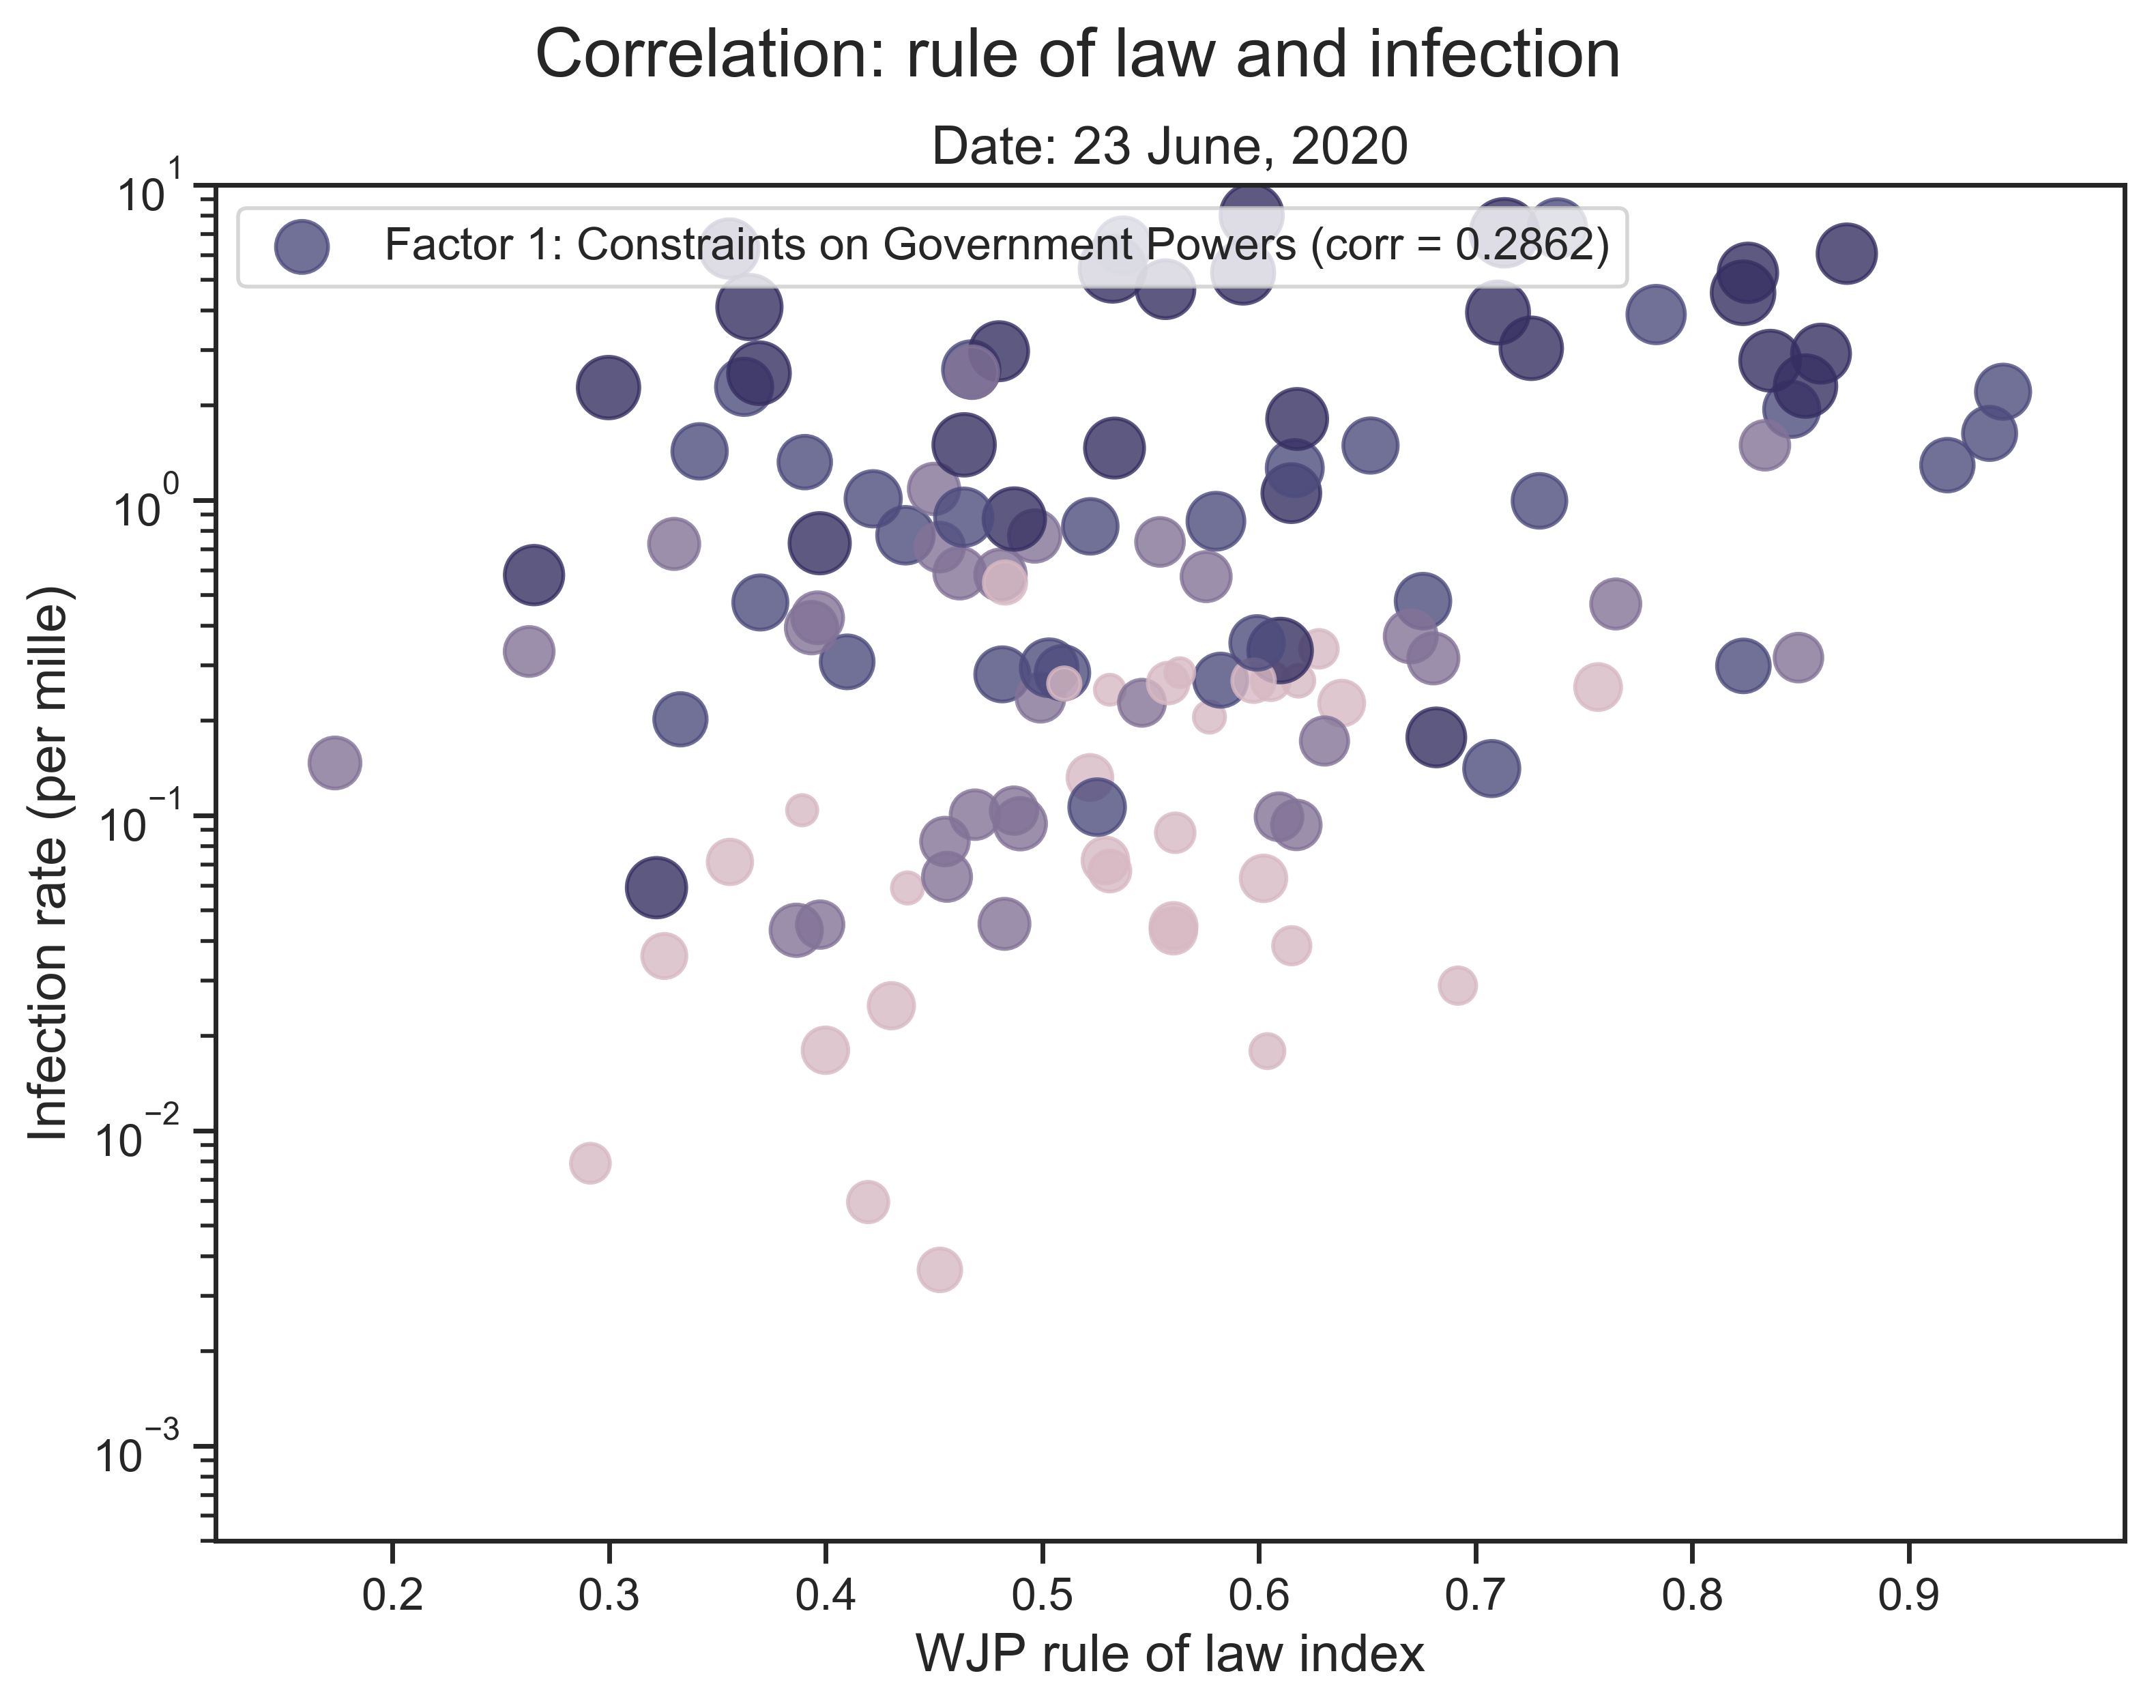 Correlation: rule of law and infection
Date: 23 June, 2020
Factor 1: Constraints on Government Powers (corr = 0.2862)
Infection rate (per mille)
10^1
10^0
10^−1
10^−2
10^−3
0.2 0.3 0.4 0.5 0.6 0.7 0.8 0.9
WJP rule of law index